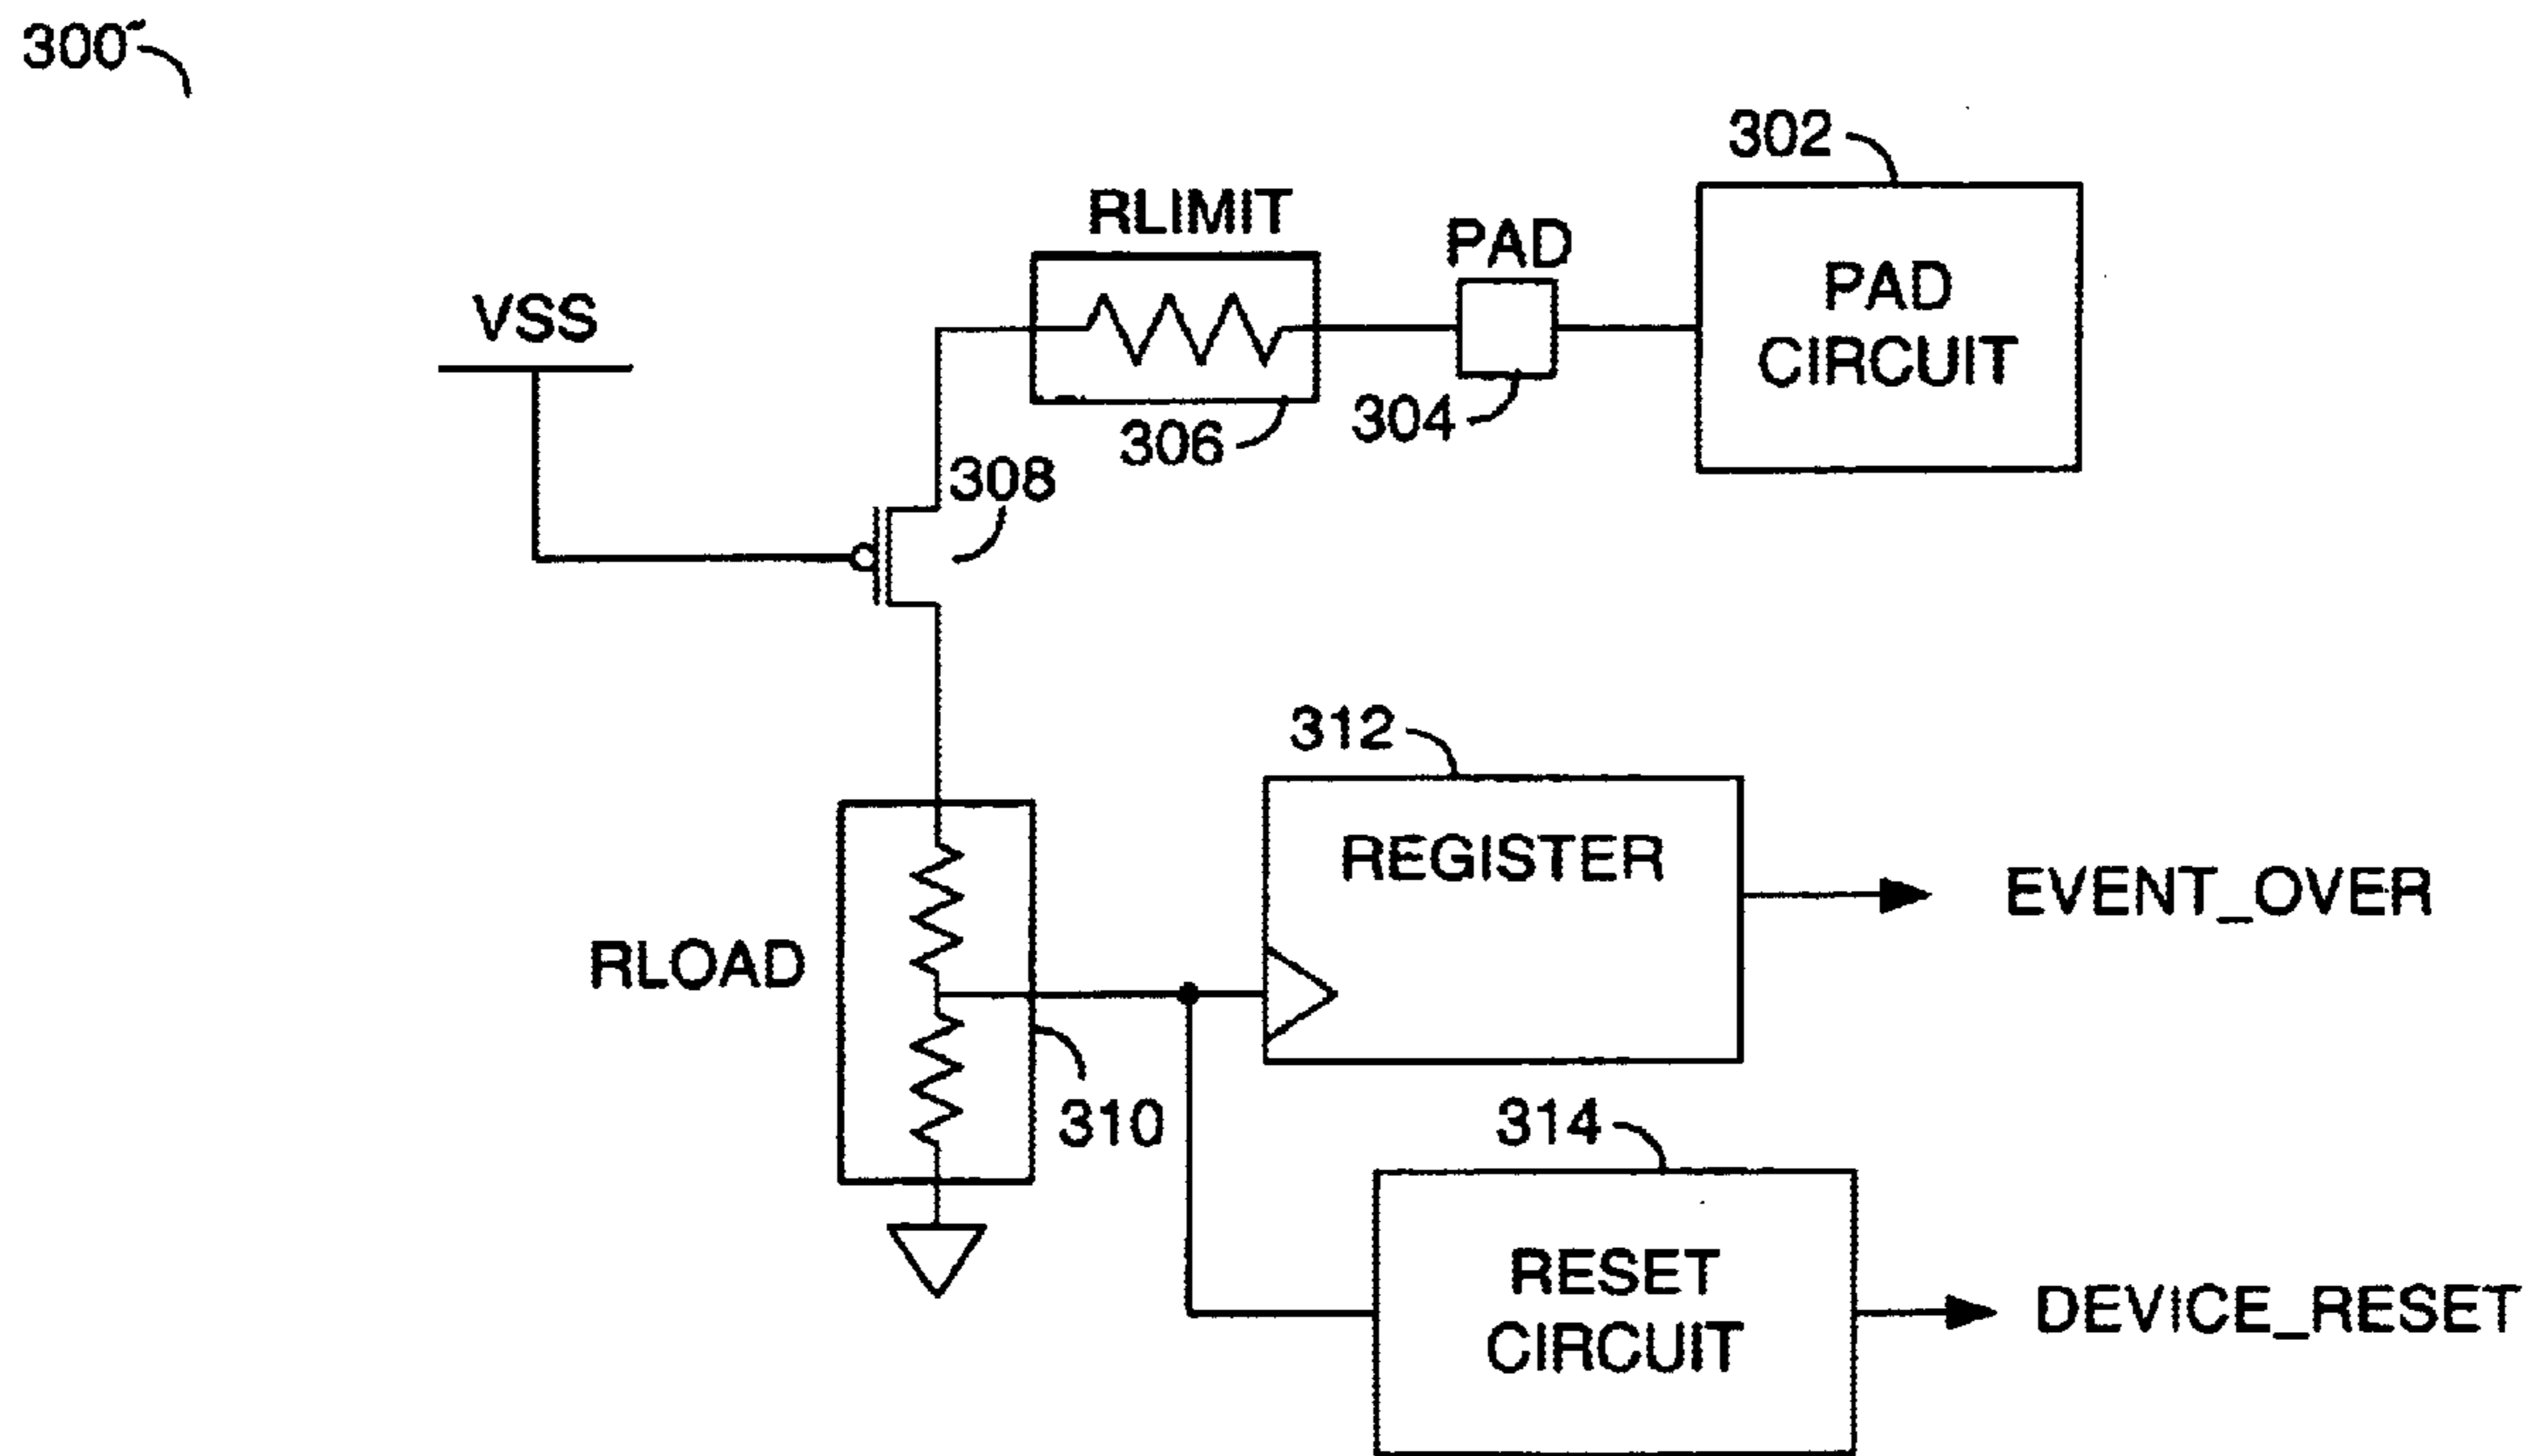 300
302
RLIMIT
PAD
PAD
CIRCUIT
VSS
304
306
308
312
REGISTER
EVENT_OVER
RLOAD
310
314
RESET
CIRCUIT
DEVICE_RESET